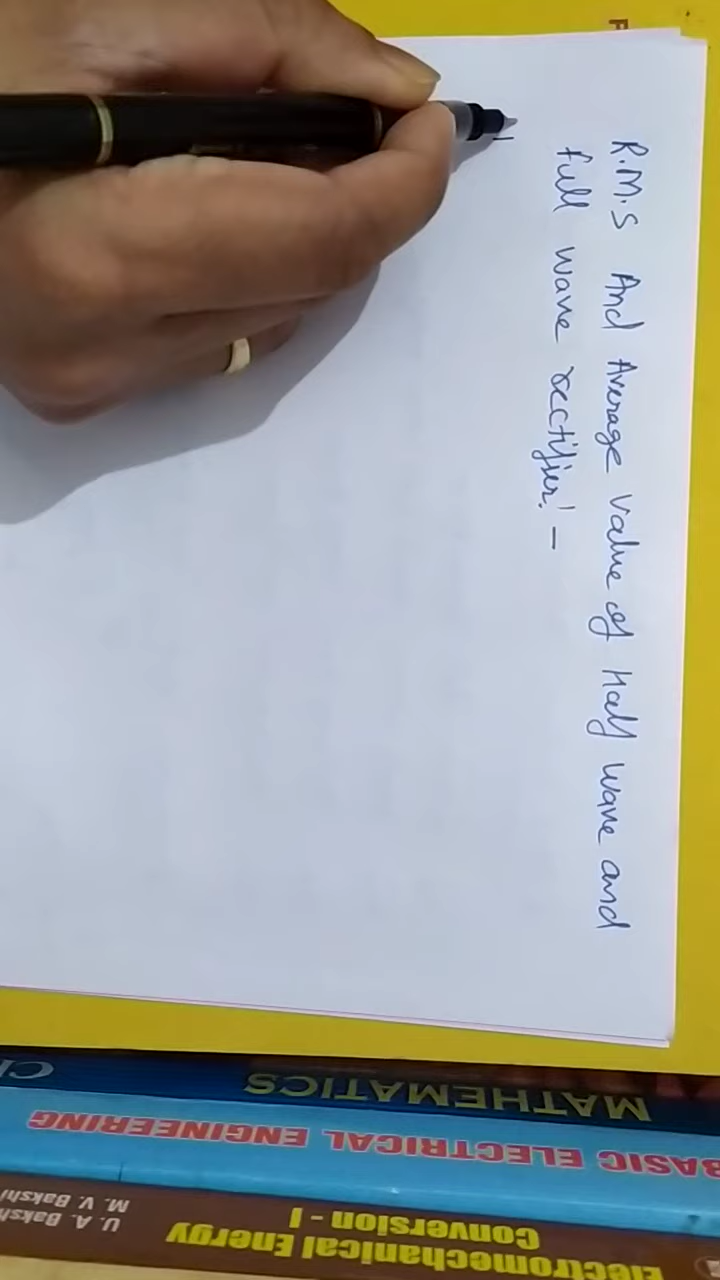 R.M.S And Average value of Half wave and
full wave rectifier! -
MATHEMATICS
BASIC ELECTRICAL ENGINEERING
Electromechanical Energy
Conversion - I
U. A. Bakshi
M. V. Bakshi